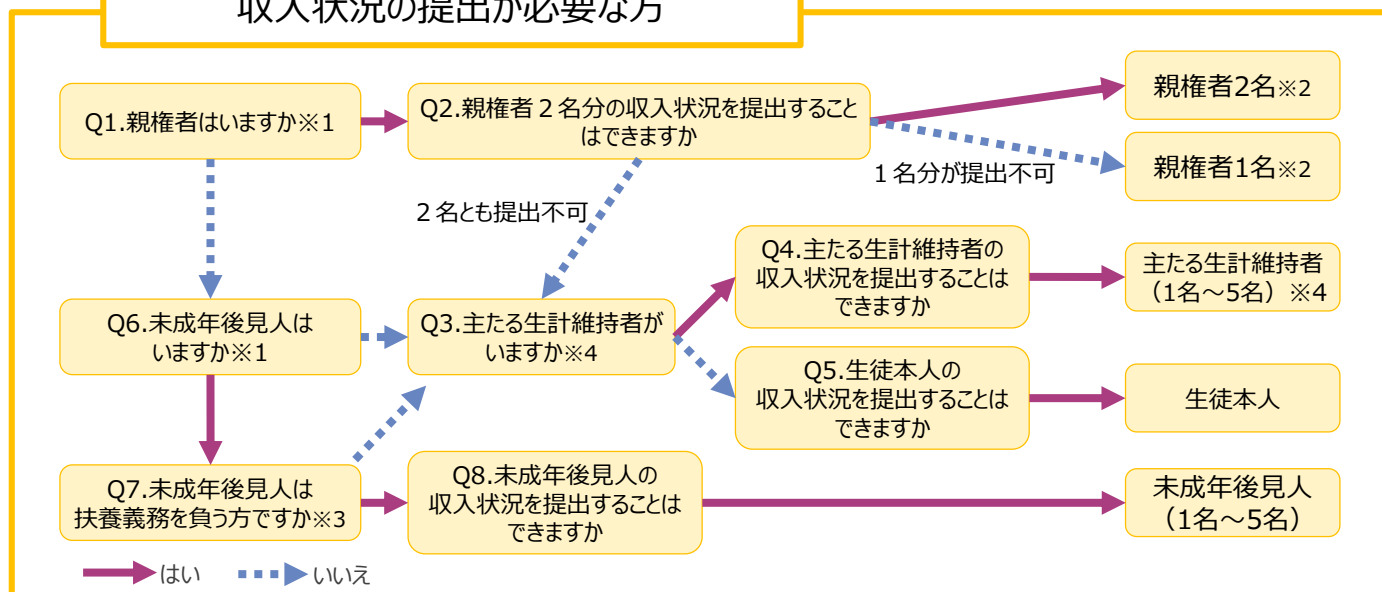 収入状況の提出が必要な方
Q1.親権者はいますか※1
Q2.親権者２名分の収入状況を提出すること
はできますか
親権者2名※2
親権者1名※2
１名分が提出不可
２名とも提出不可
Q6.未成年後見人は
いますか※1
Q3.主たる生計維持者が
いますか※4
Q4.主たる生計維持者の
収入状況を提出することは
できますか
主たる生計維持者
（1名～5名）※4
Q5.生徒本人の
収入状況を提出することは
できますか
生徒本人
Q7.未成年後見人は
扶養義務を負う方ですか※3
Q8.未成年後見人の
収入状況を提出することは
できますか
未成年後見人
（1名～5名）
はい
いいえ